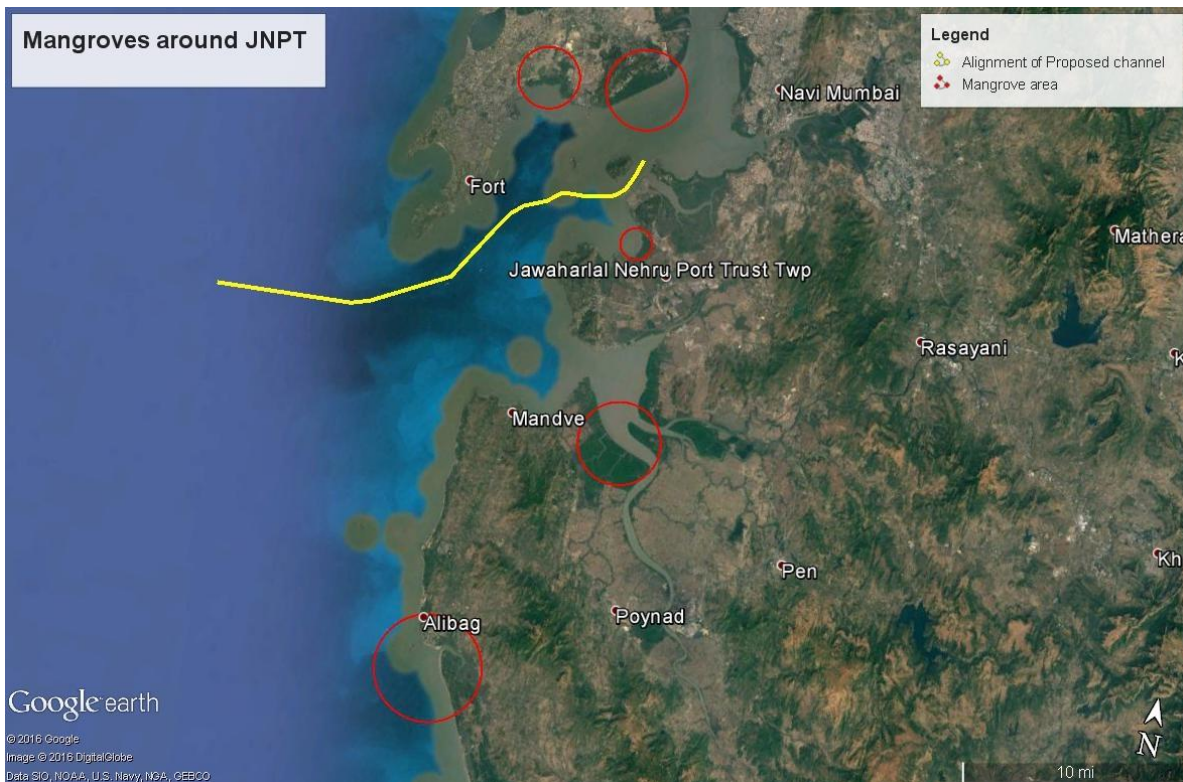 Mangroves around JNPT
Legend
Alignment of Proposed channel
Mangrove area
Navi Mumbai
Fort
Mathera
Jawaharlal Nehru Port Trust Twp
Rasayani
K
Mandve
Kh
Pen
Poynad
Alibag
Google earth
© 2016 Google
Image © 2016 DigitalGlobe
Data SIO, NOAA, U.S. Navy, NGA, GEBCO
N
10 mi